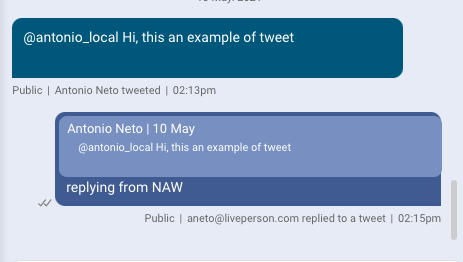 @antonio_local Hi, this an example of tweet
Public | Antonio Neto tweeted | 02:13pm
Antonio Neto | 10 May
@antonio_local Hi, this an example of tweet
replying from NAW
Public | aneto@liveperson.com replied to a tweet | 02:15pm